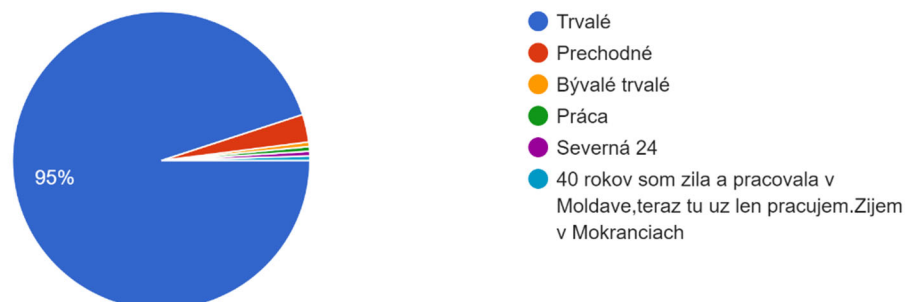 95%
Trvalé
Prechodné
Bývalé trvalé
Práca
Severná 24
40 rokov som zila a pracovala v
Moldave,teraz tu uz len pracujem.Zijem
v Mokranciach